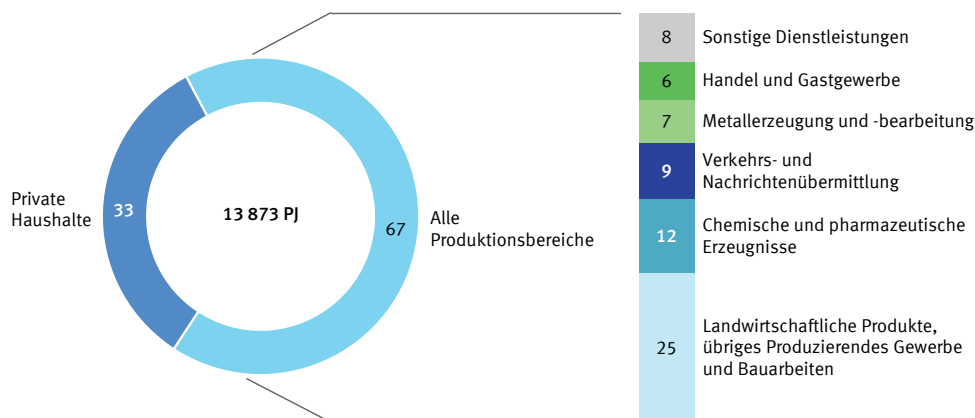 Private
Haushalte
33
13 873 PJ
67
Alle
Produktionsbereiche
8
Sonstige Dienstleistungen
6
Handel und Gastgewerbe
7
Metallerzeugung und -bearbeitung
9
Verkehrs- und
Nachrichtenübermittlung
12
Chemische und pharmazeutische
Erzeugnisse
25
Landwirtschaftliche Produkte,
übriges Produzierendes Gewerbe
und Bauarbeiten